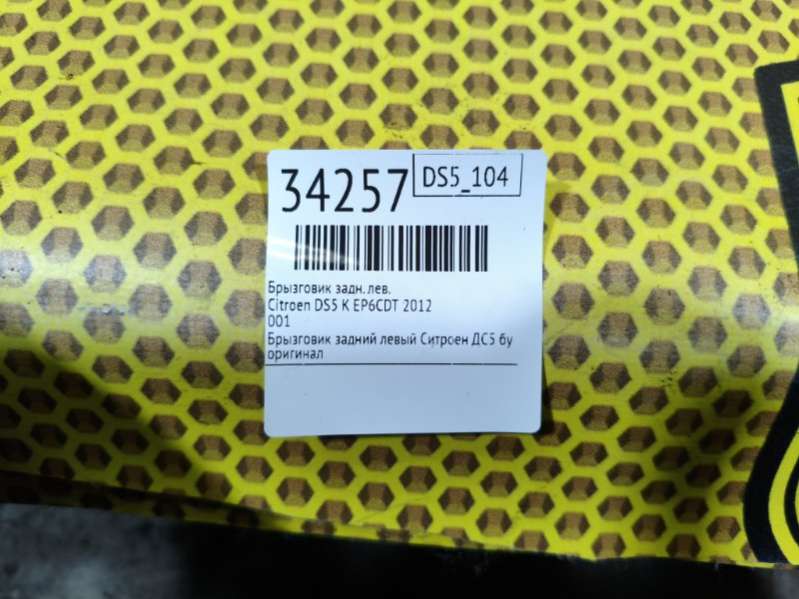 34257
DS5_104
Брызговик задн.лев.
Citroen DS5 K EP6CDT 2012
001
Брызговик задний левый Ситроен ДС5 бу
оригинал